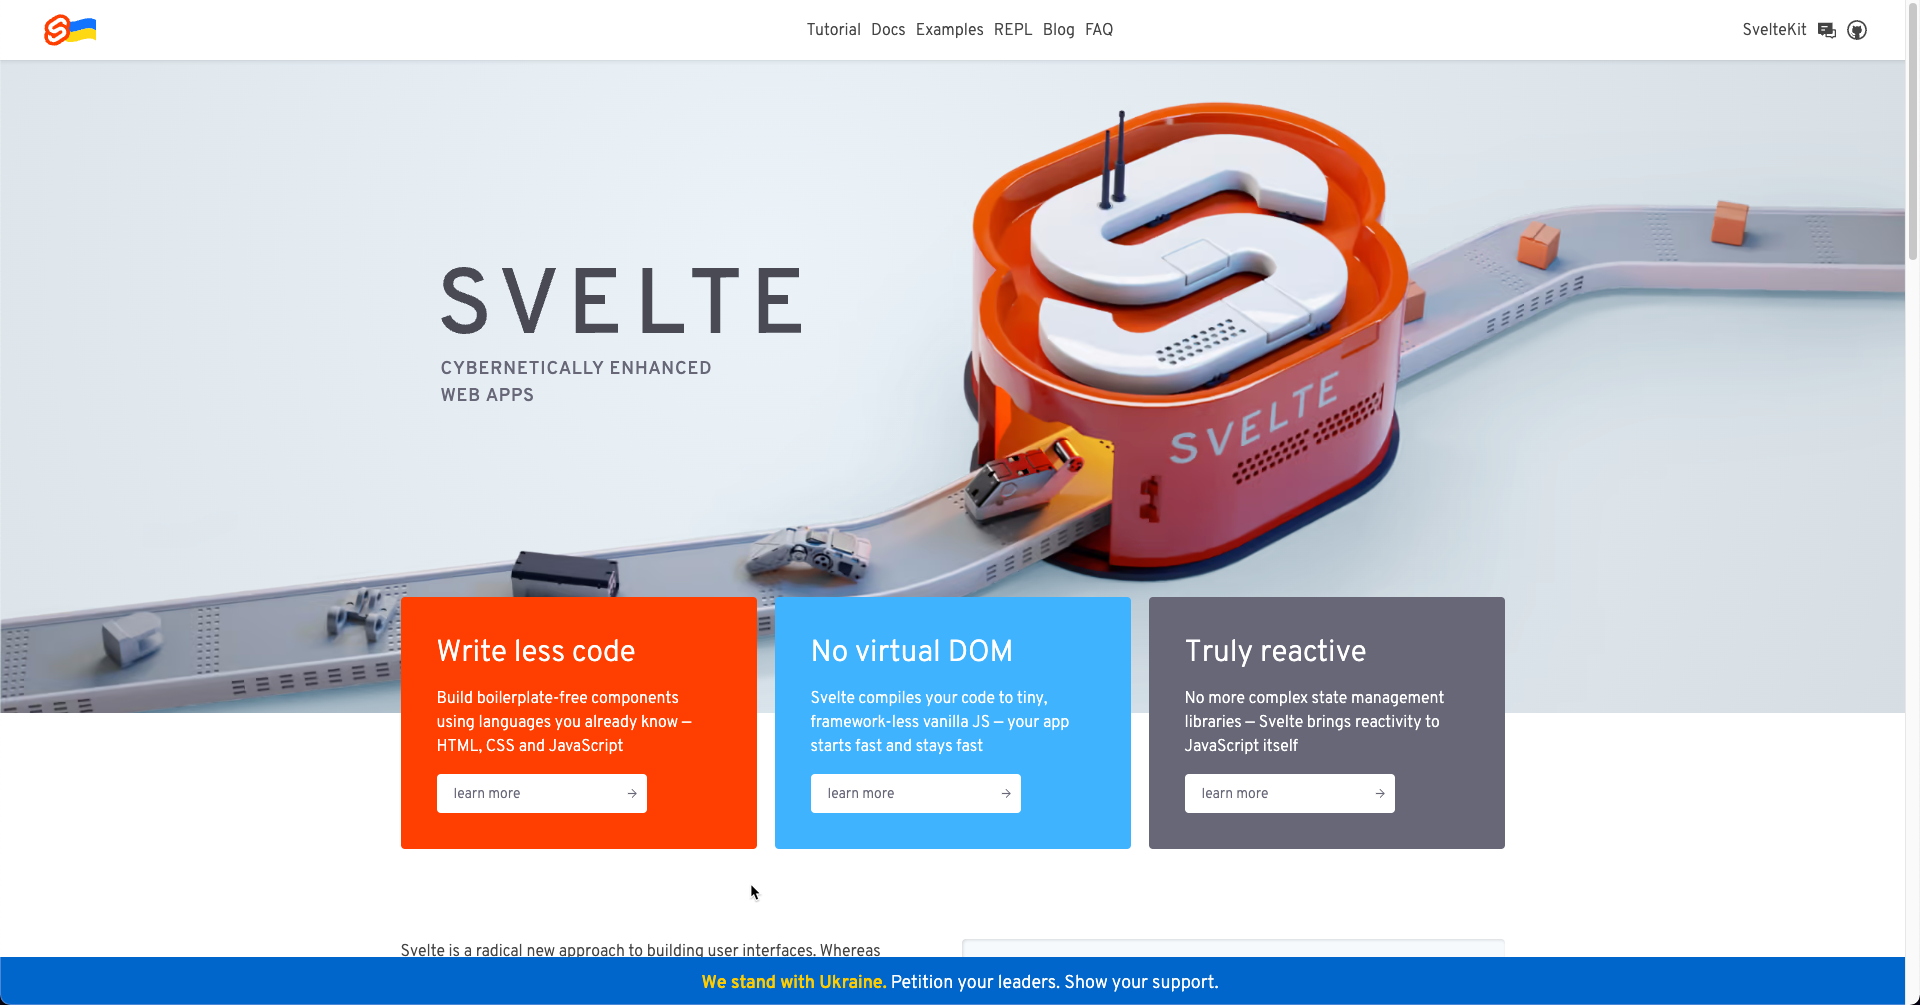 Tutorial Docs Examples REPL Blog FAQ
SvelteKit
SVELTE
CYBERNETICALLY ENHANCED
WEB APPS
SVELTE
Write less code
Build boilerplate-free components
using languages you already know —
HTML, CSS and JavaScript
learn more →
No virtual DOM
Svelte compiles your code to tiny,
framework-less vanilla JS — your app
starts fast and stays fast
learn more →
Truly reactive
No more complex state management
libraries — Svelte brings reactivity to
JavaScript itself
learn more →
Svelte is a radical new approach to building user interfaces. Whereas
We stand with Ukraine. Petition your leaders. Show your support.